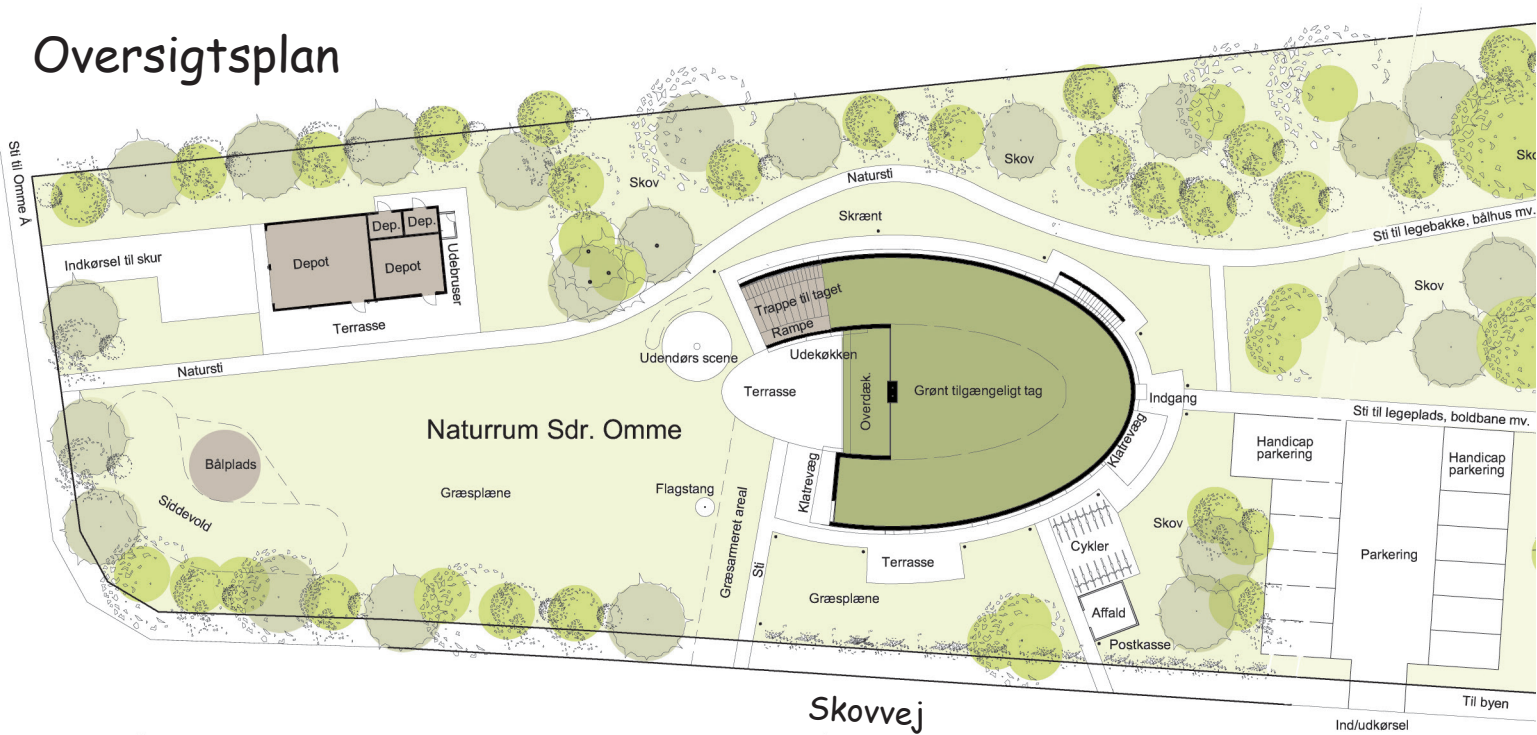 Oversigtsplan
Sti til Omme Å
Skov
Skov
Natursti
Skrænt
Sti til legebakke, bålhus mv.
Indkørsel til skur
Depot
Dep.
Dep.
Depot
Udebruser
Terrasse
Natursti
Skov
Trappe til taget
Rampe
Udendørs scene
Udekøkken
Terrasse
Overdæk.
Grønt tilgængeligt tag
Indgang
Sti til legeplads, boldbane mv.
Klatrevæg
Handicap
parkering
Handicap
parkering
Naturrum Sdr. Omme
Bålplads
Siddevold
Græsplæne
Flagstang
Græsarmeret areal
Klatrevæg
Sti
Terrasse
Græsplæne
Cykler
Skov
Affald
Postkasse
Parkering
Skovvej
Til byen
Ind/udkørsel